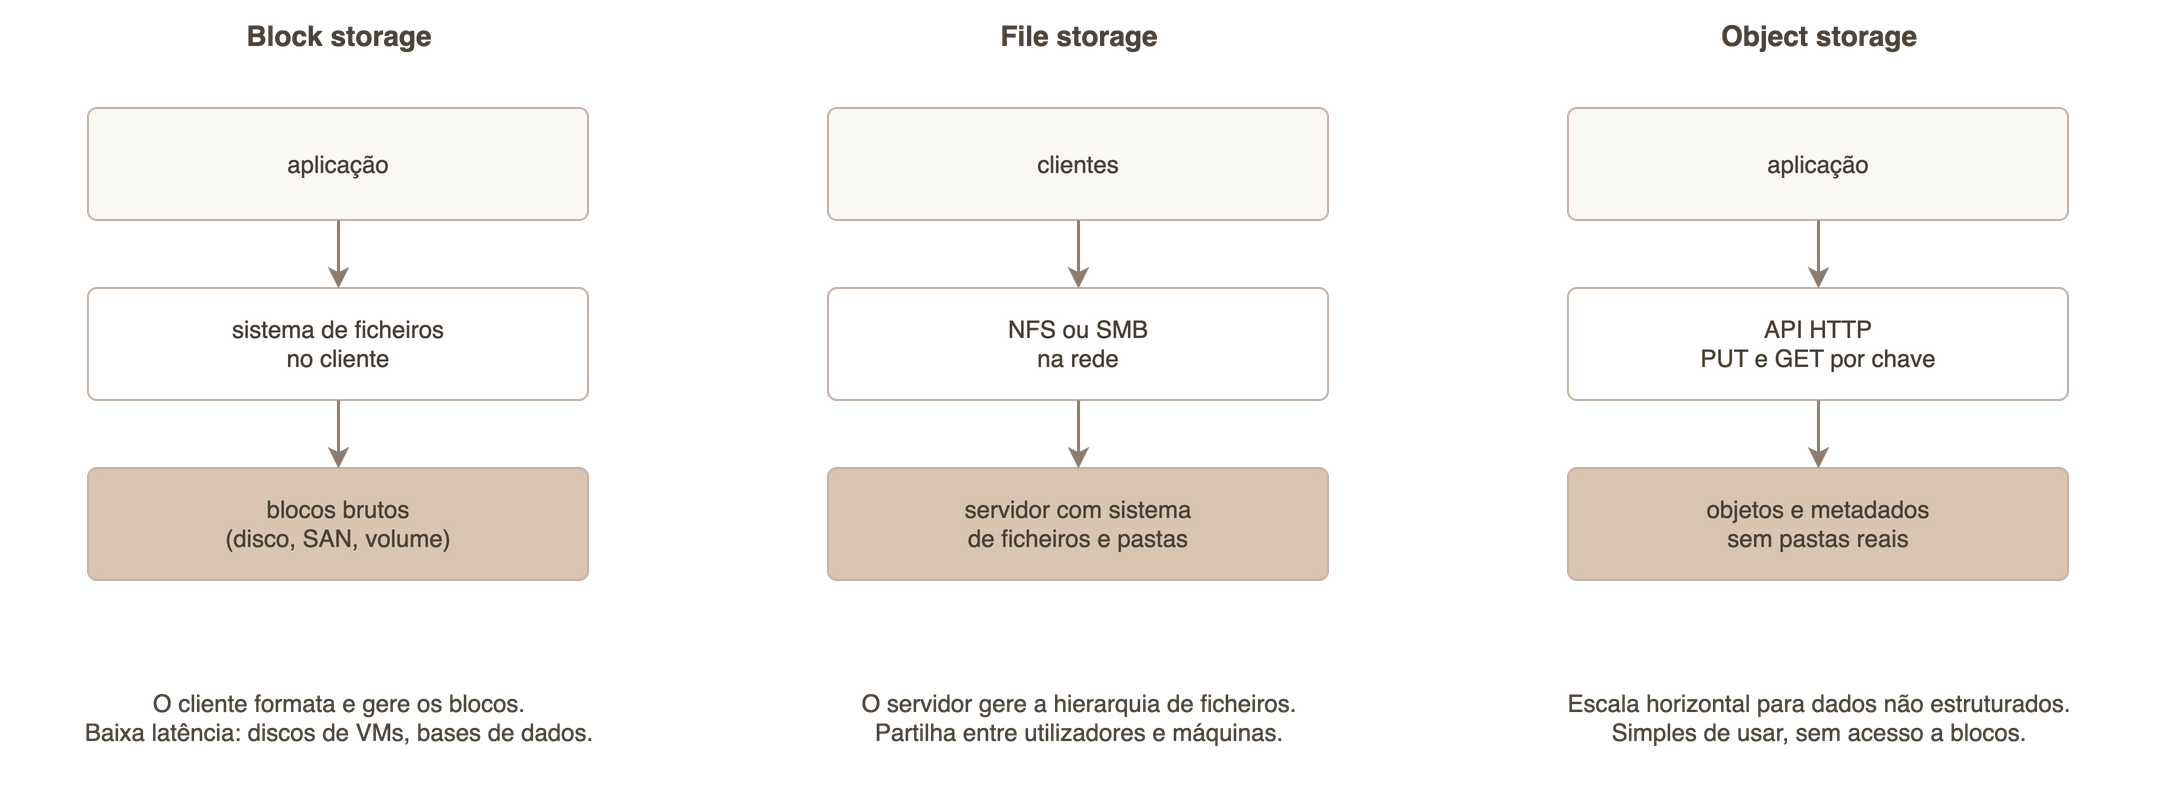 Block storage
aplicação
sistema de ficheiros
no cliente
blocos brutos
(disco, SAN, volume)
O cliente formata e gere os blocos.
Baixa latência: discos de VMs, bases de dados.
File storage
clientes
NFS ou SMB
na rede
servidor com sistema
de ficheiros e pastas
O servidor gere a hierarquia de ficheiros.
Partilha entre utilizadores e máquinas.
Object storage
aplicação
API HTTP
PUT e GET por chave
objetos e metadados
sem pastas reais
Escala horizontal para dados não estruturados.
Simples de usar, sem acesso a blocos.